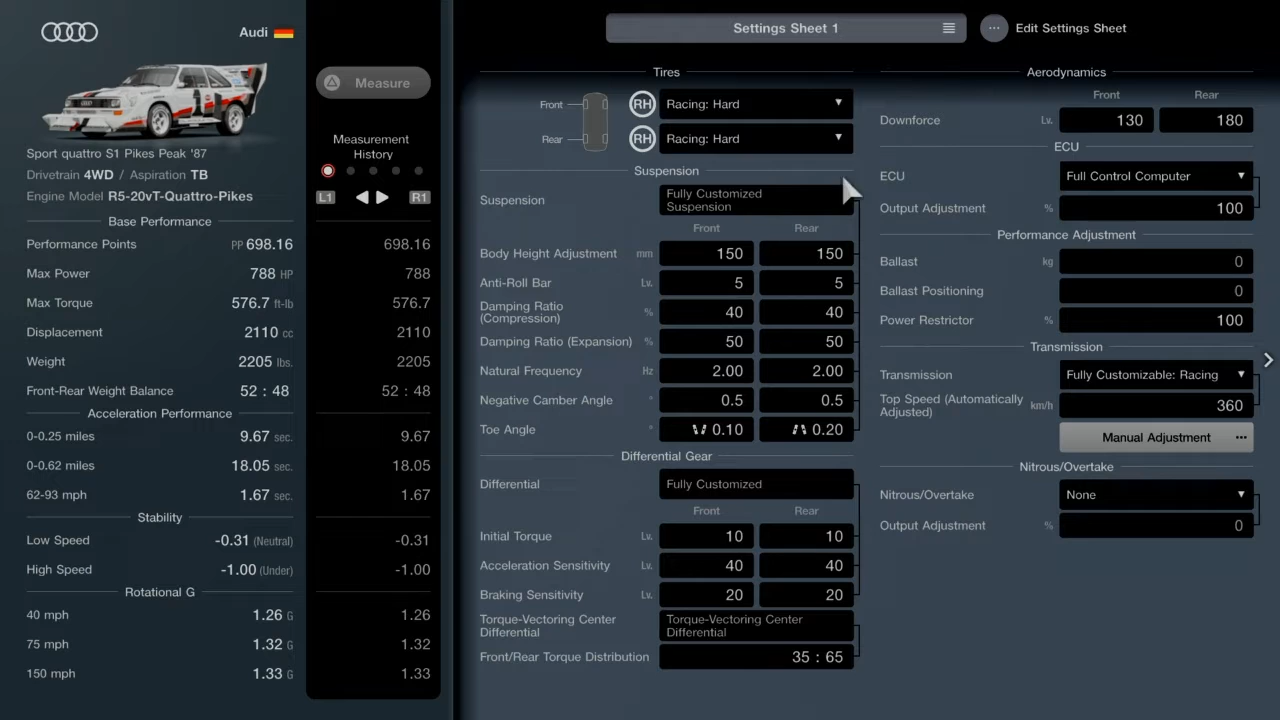 Audi
Sport quattro S1 Pikes Peak '87
Drivetrain 4WD / Aspiration TB
Engine Model R5-20vT-Quattro-Pikes
Base Performance
Performance Points PP 698.16
Max Power 788 HP
Max Torque 576.7 ft-lb
Displacement 2110 cc
Weight 2205 lbs.
Front-Rear Weight Balance 52 : 48
Acceleration Performance
0-0.25 miles 9.67 sec.
0-0.62 miles 18.05 sec.
62-93 mph 1.67 sec.
Stability
Low Speed -0.31 (Neutral)
High Speed -1.00 (Under)
Rotational G
40 mph 1.26 G
75 mph 1.32 G
150 mph 1.33 G
Measure
Measurement
History
L1 R1
698.16
788
576.7
2110
2205
52 : 48
9.67
18.05
1.67
-0.31
-1.00
1.26
1.32
1.33
Settings Sheet 1
Edit Settings Sheet
Tires
Front RH Racing: Hard
Rear RH Racing: Hard
Suspension
Suspension Fully Customized
Suspension
Front Rear
Body Height Adjustment mm 150 150
Anti-Roll Bar Lv. 5 5
Damping Ratio
(Compression) % 40 40
Damping Ratio (Expansion) % 50 50
Natural Frequency Hz 2.00 2.00
Negative Camber Angle ° 0.5 0.5
Toe Angle ° 0.10 0.20
Differential Gear
Differential Fully Customized
Front Rear
Initial Torque Lv. 10 10
Acceleration Sensitivity Lv. 40 40
Braking Sensitivity Lv. 20 20
Torque-Vectoring Center Torque-Vectoring Center
Differential Differential
Front/Rear Torque Distribution 35 : 65
Aerodynamics
Front Rear
Downforce Lv. 130 180
ECU
ECU Full Control Computer
Output Adjustment % 100
Performance Adjustment
Ballast kg 0
Ballast Positioning 0
Power Restrictor % 100
Transmission
Transmission Fully Customizable: Racing
Top Speed (Automatically
Adjusted) km/h 360
Manual Adjustment
Nitrous/Overtake
Nitrous/Overtake None
Output Adjustment % 0